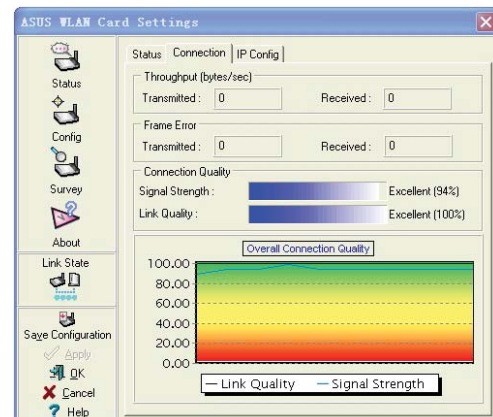 ASUS WLAN Card Settings
Status
Config
Survey
About
Link State
Save Configuration
Apply
OK
Cancel
Help
Status Connection IP Config
Throughput (bytes/sec)
Transmitted : 0 Received : 0
Frame Error
Transmitted : 0 Received : 0
Connection Quality
Signal Strength : Excellent (94%)
Link Quality : Excellent (100%)
Overall Connection Quality
100.00
80.00
60.00
40.00
20.00
0.00
Link Quality Signal Strength